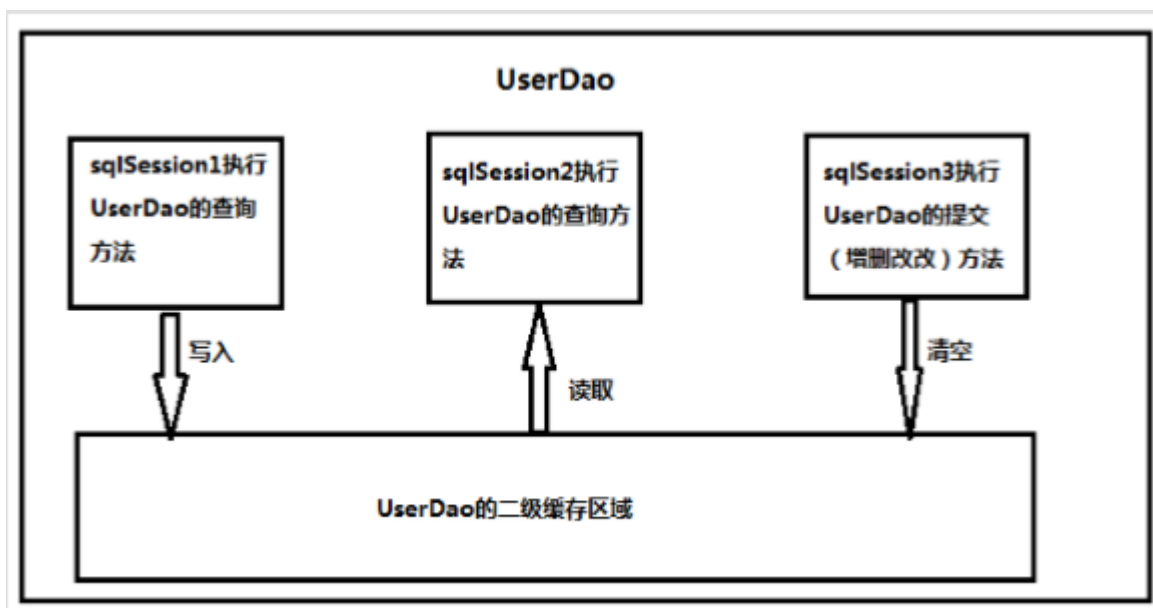 UserDao
sqlSession1执行
UserDao的查询
方法
sqlSession2执行
UserDao的查询方
法
sqlSession3执行
UserDao的提交
（增删改改）方法
写入
读取
清空
UserDao的二级缓存区域